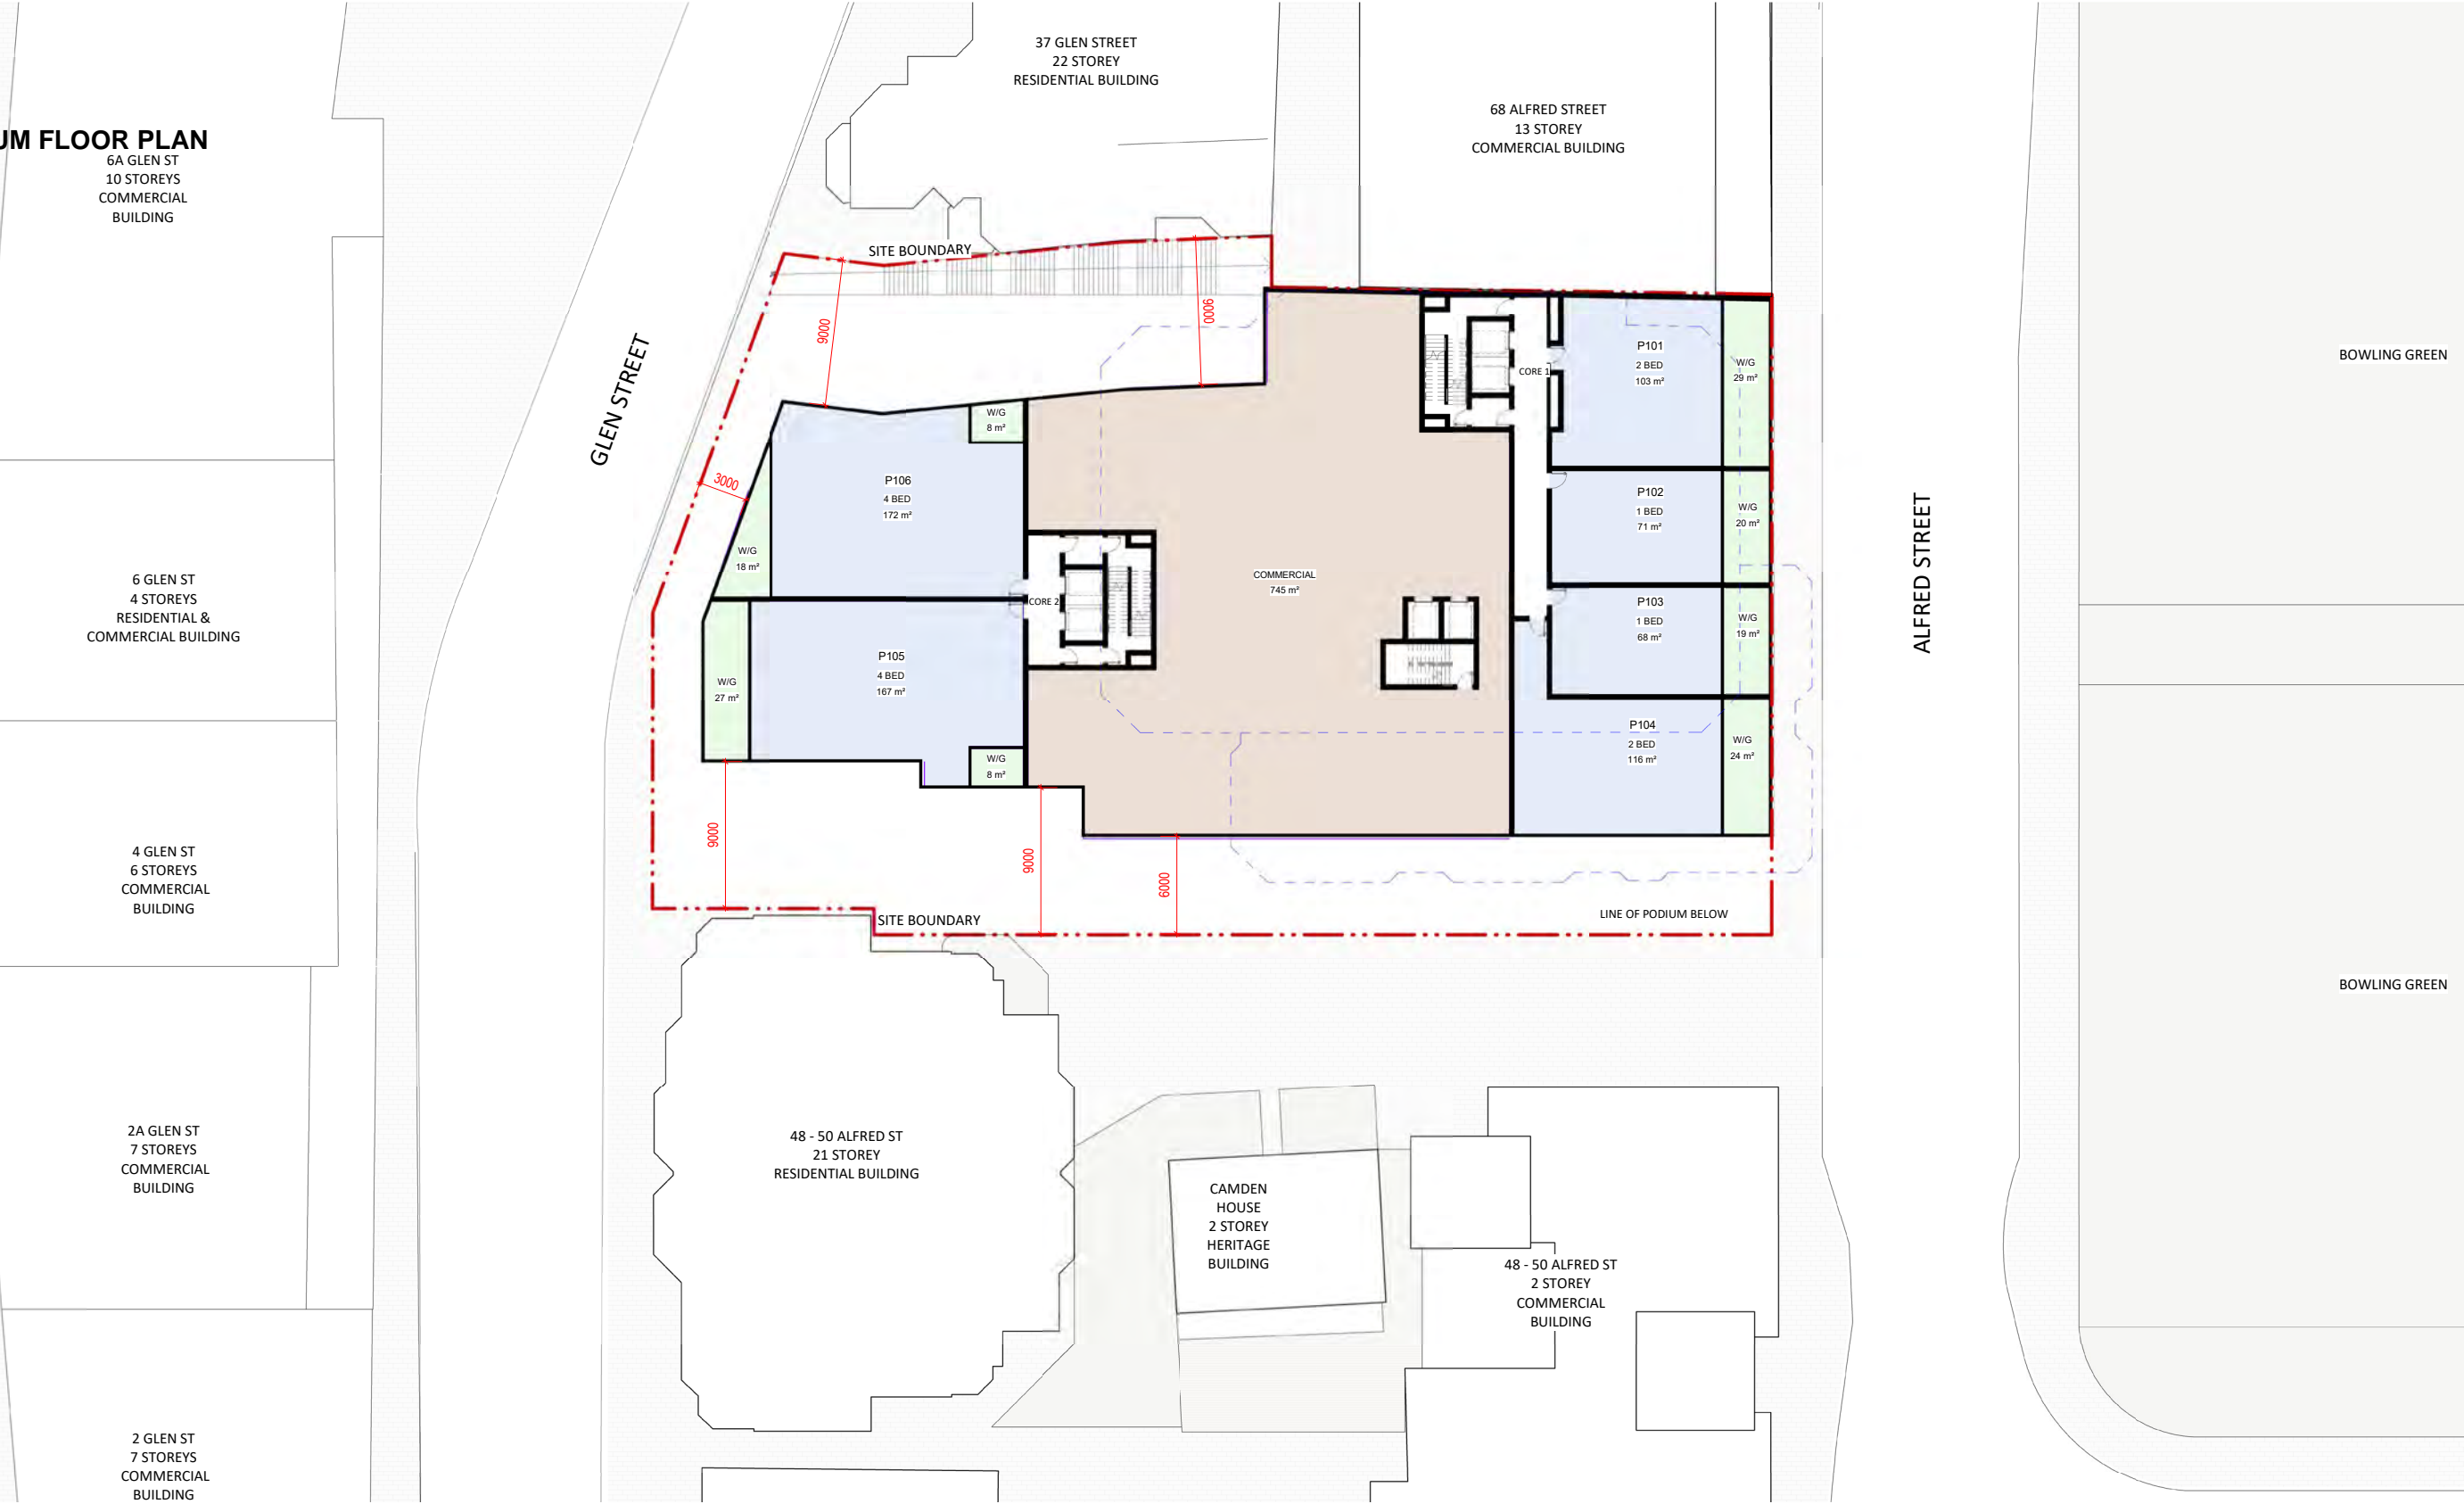 UM FLOOR PLAN
6A GLEN ST
10 STOREYS
COMMERCIAL
BUILDING
6 GLEN ST
4 STOREYS
RESIDENTIAL &
COMMERCIAL BUILDING
4 GLEN ST
6 STOREYS
COMMERCIAL
BUILDING
2A GLEN ST
7 STOREYS
COMMERCIAL
BUILDING
2 GLEN ST
7 STOREYS
COMMERCIAL
BUILDING
GLEN STREET
37 GLEN STREET
22 STOREY
RESIDENTIAL BUILDING
68 ALFRED STREET
13 STOREY
COMMERCIAL BUILDING
SITE BOUNDARY
9000
9000
3000
P106
4 BED
172 m²
W/G
8 m²
W/G
18 m²
P105
4 BED
167 m²
W/G
27 m²
W/G
8 m²
CORE 2
COMMERCIAL
745 m²
CORE 1
P101
2 BED
103 m²
W/G
29 m²
P102
1 BED
71 m²
W/G
20 m²
P103
1 BED
68 m²
W/G
19 m²
P104
2 BED
116 m²
W/G
24 m²
9000
9000
6000
SITE BOUNDARY
LINE OF PODIUM BELOW
ALFRED STREET
BOWLING GREEN
BOWLING GREEN
48 - 50 ALFRED ST
21 STOREY
RESIDENTIAL BUILDING
CAMDEN
HOUSE
2 STOREY
HERITAGE
BUILDING
48 - 50 ALFRED ST
2 STOREY
COMMERCIAL
BUILDING